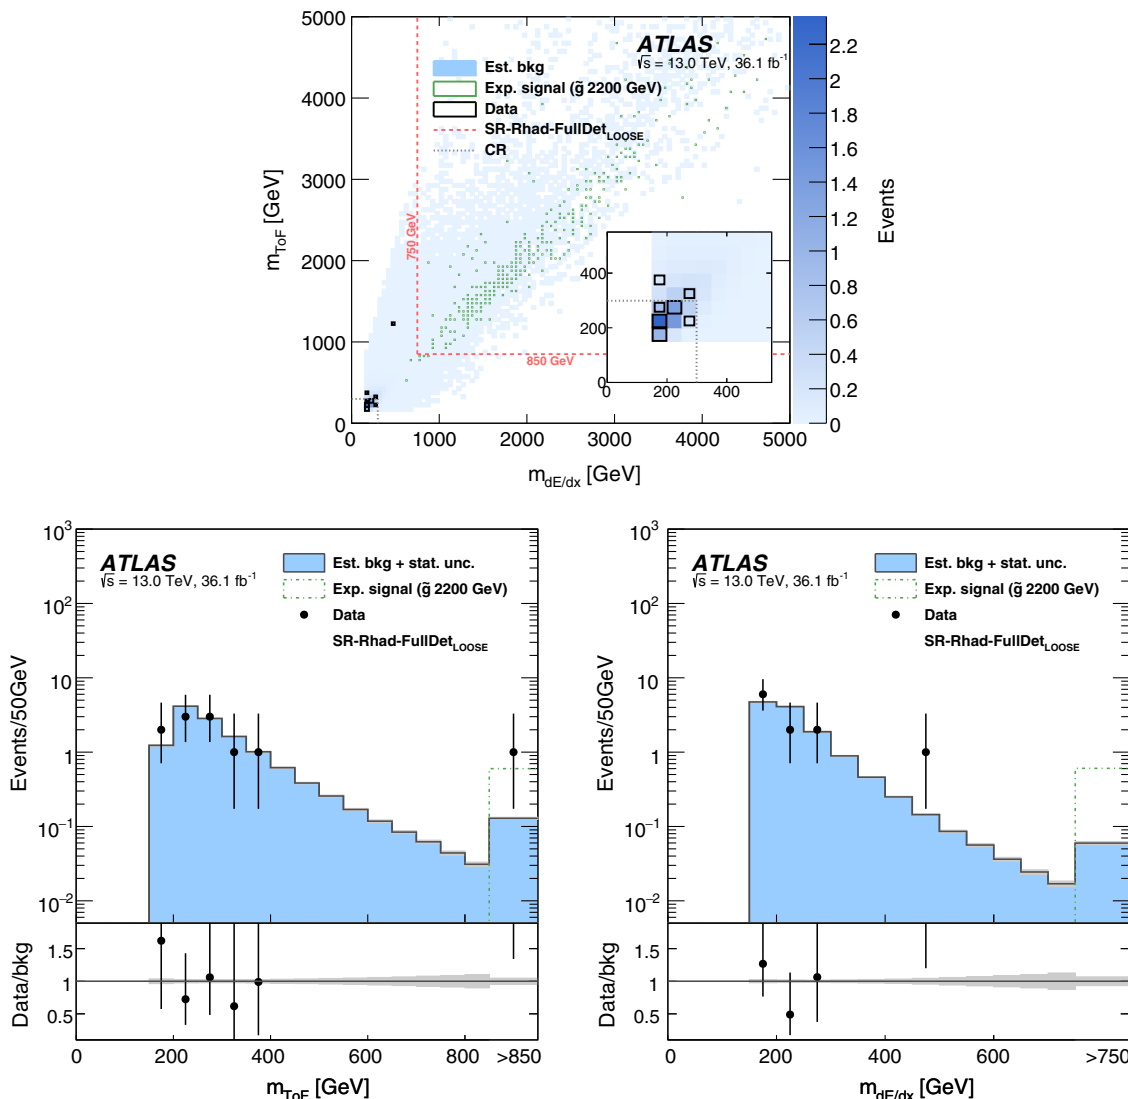 5000
4000
3000
2000
1000
0
m_ToF [GeV]
ATLAS
√s = 13.0 TeV, 36.1 fb⁻¹
Est. bkg
Exp. signal (g̃ 2200 GeV)
Data
SR-Rhad-FullDet_LOOSE
CR
750 GeV
850 GeV
400
200
0
0 200 400
0 1000 2000 3000 4000 5000
m_dE/dx [GeV]
2.2
2
1.8
1.6
1.4
1.2
1
0.8
0.6
0.4
0.2
0
Events
10³
10²
10
1
10⁻¹
10⁻²
Events/50GeV
ATLAS
√s = 13.0 TeV, 36.1 fb⁻¹
Est. bkg + stat. unc.
Exp. signal (g̃ 2200 GeV)
Data
SR-Rhad-FullDet_LOOSE
1.5
1
0.5
Data/bkg
0 200 400 600 800 >850
m_ToF [GeV]
10³
10²
10
1
10⁻¹
10⁻²
Events/50GeV
ATLAS
√s = 13.0 TeV, 36.1 fb⁻¹
Est. bkg + stat. unc.
Exp. signal (g̃ 2200 GeV)
Data
SR-Rhad-FullDet_LOOSE
1.5
1
0.5
Data/bkg
0 200 400 600 >750
m_dE/dx [GeV]